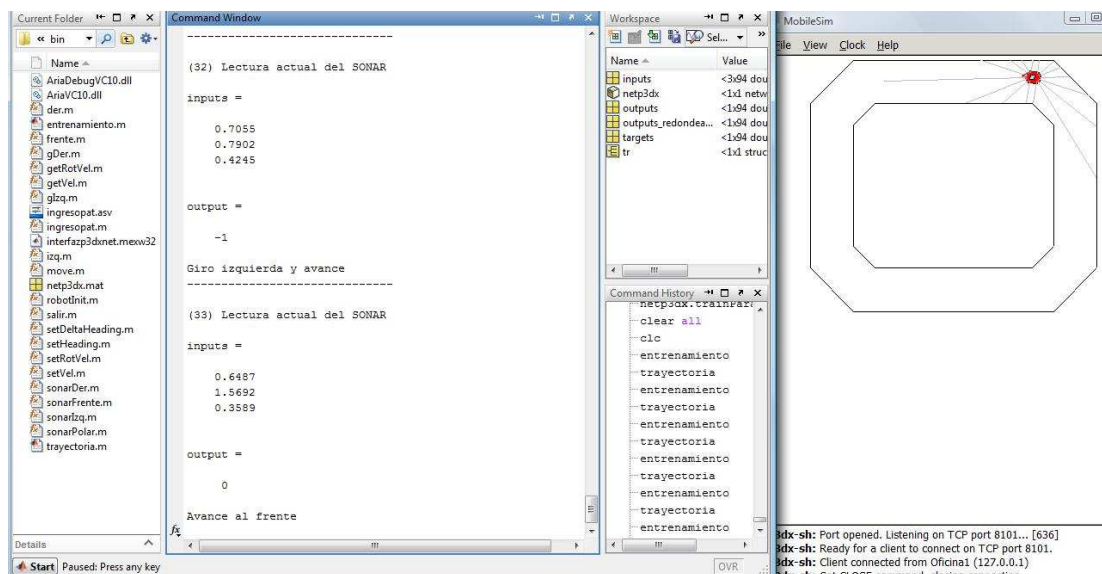 Current Folder
« bin
Name
AriaDebugVC10.dll
AriaVC10.dll
der.m
entrenamiento.m
frente.m
gDer.m
getRotVel.m
getVel.m
gIzq.m
ingresopat.asv
ingresopat.m
interfazp3dxnet.mexw32
izq.m
move.m
netp3dx.mat
robotInit.m
salir.m
setDeltaHeading.m
setHeading.m
setRotVel.m
setVel.m
sonarDer.m
sonarFrente.m
sonarIzq.m
sonarPolar.m
trayectoria.m
Details
Start Paused: Press any key
OVR
Command Window
-------------------------------
(32) Lectura actual del SONAR
inputs =
0.7055
0.7902
0.4245
output =
-1
Giro izquierda y avance
-------------------------------
(33) Lectura actual del SONAR
inputs =
0.6487
1.5692
0.3589
output =
0
Avance al frente
fx
Workspace
Sel... »
Name Value
inputs <3x94 dou
netp3dx <1x1 netw
outputs <1x94 dou
outputs_redondea... <1x94 dou
targets <1x94 dou
tr <1x1 struc
Command History
netp3dx.trainPar
clear all
clc
entrenamiento
trayectoria
entrenamiento
trayectoria
entrenamiento
trayectoria
entrenamiento
trayectoria
entrenamiento
trayectoria
entrenamiento
MobileSim
File View Clock Help
3dx-sh: Port opened. Listening on TCP port 8101... [636]
3dx-sh: Ready for a client to connect on TCP port 8101.
3dx-sh: Client connected from Oficina1 (127.0.0.1)